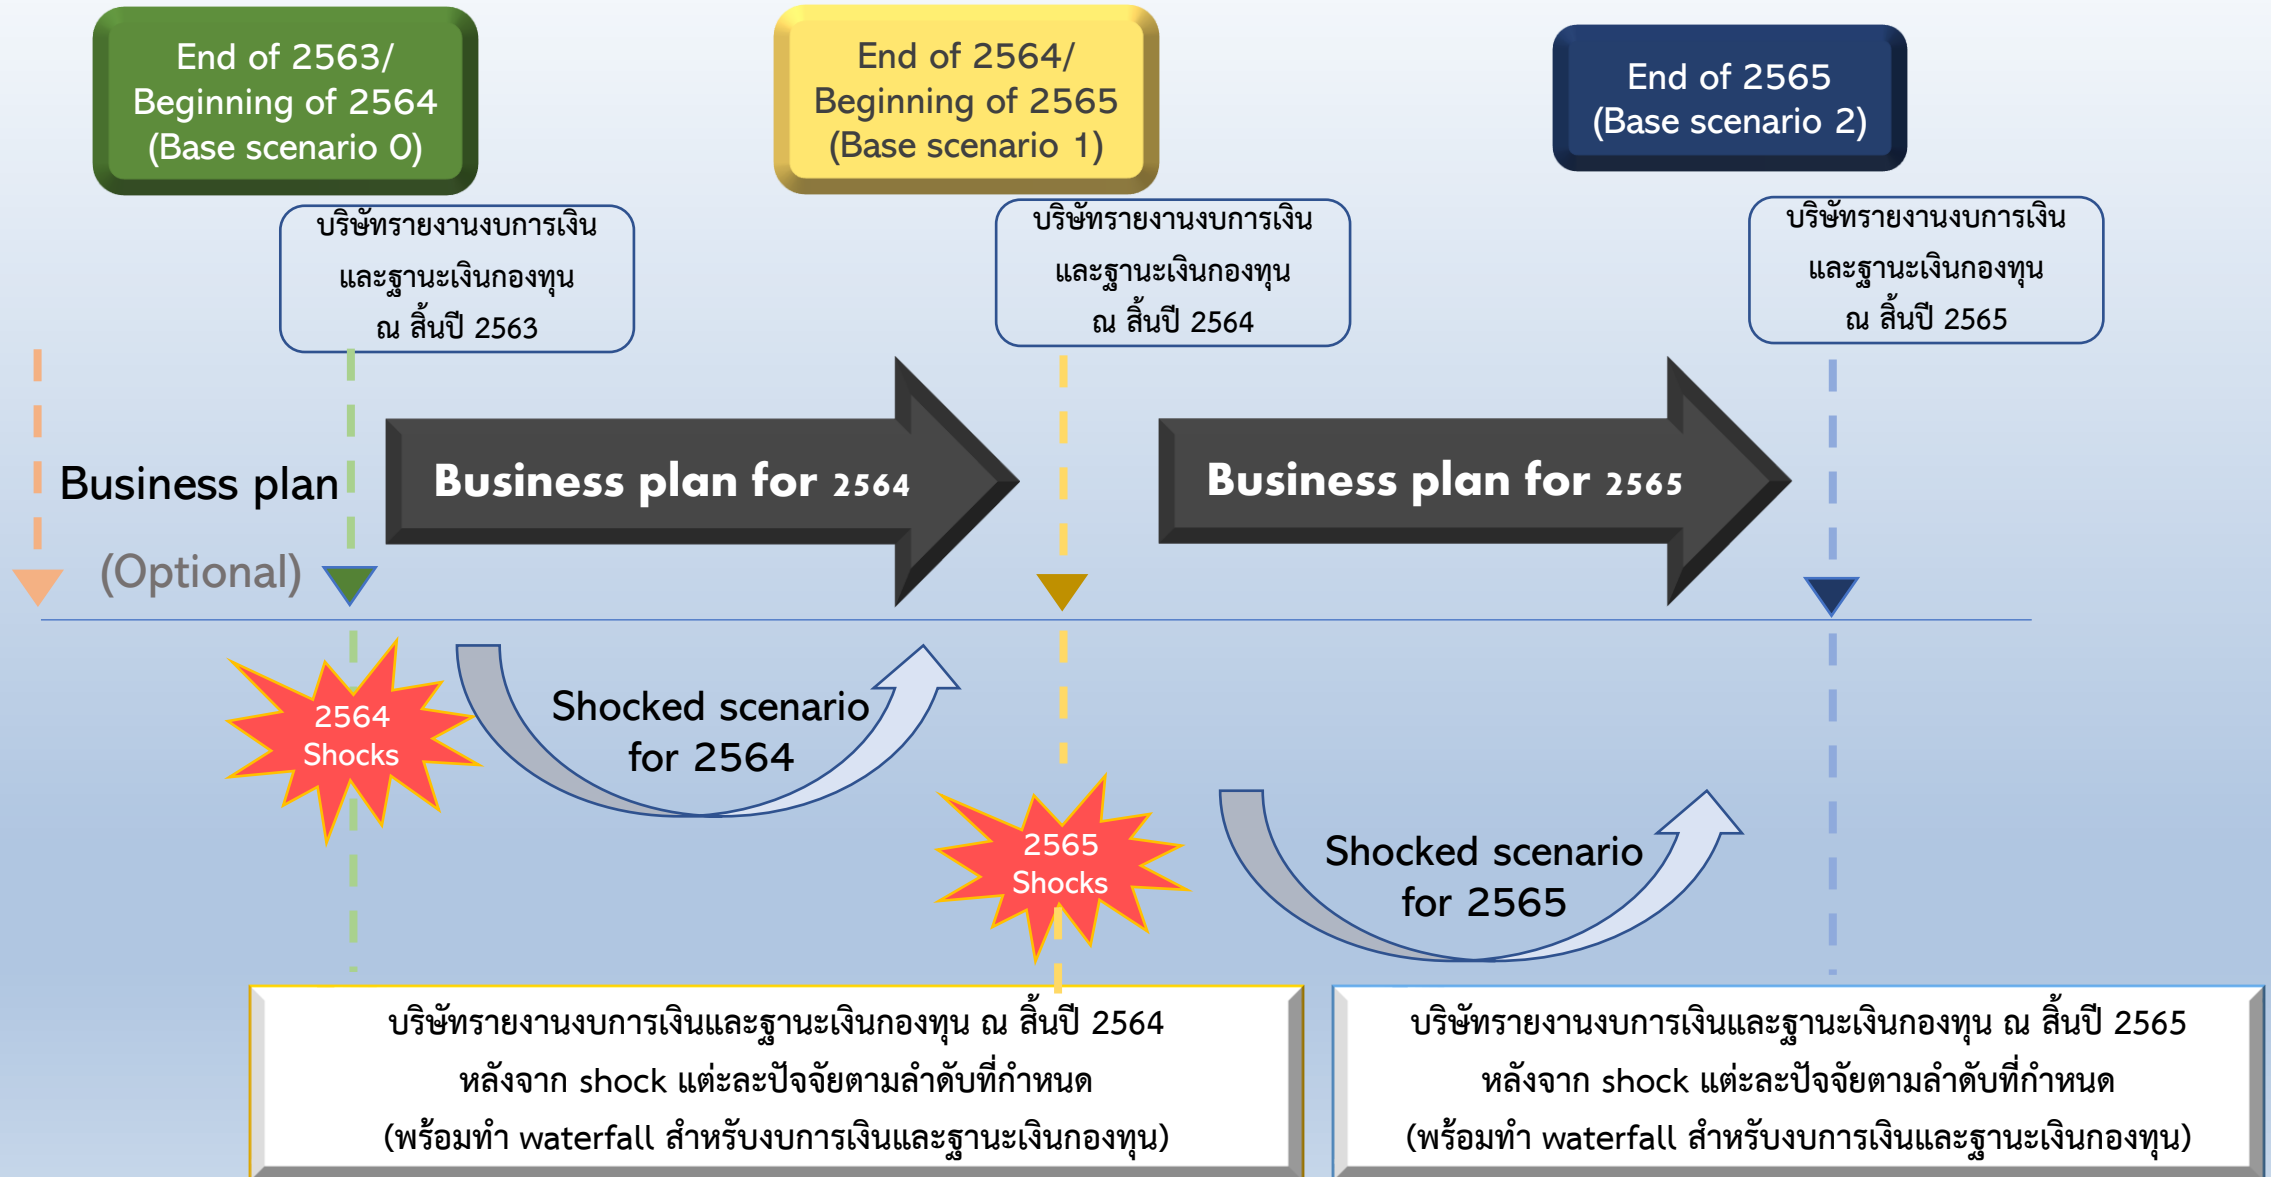 End of 2563/
Beginning of 2564
(Base scenario 0)
End of 2564/
Beginning of 2565
(Base scenario 1)
End of 2565
(Base scenario 2)
บริษัทรายงานงบการเงิน
และฐานะเงินกองทุน
ณ สิ้นปี 2563
บริษัทรายงานงบการเงิน
และฐานะเงินกองทุน
ณ สิ้นปี 2564
บริษัทรายงานงบการเงิน
และฐานะเงินกองทุน
ณ สิ้นปี 2565
Business plan
(Optional)
Business plan for 2564
Business plan for 2565
2564
Shocks
Shocked scenario
for 2564
2565
Shocks
Shocked scenario
for 2565
บริษัทรายงานงบการเงินและฐานะเงินกองทุน ณ สิ้นปี 2564
หลังจาก shock แต่ะละปัจจัยตามลำดับที่กำหนด
(พร้อมทำ waterfall สำหรับงบการเงินและฐานะเงินกองทุน)
บริษัทรายงานงบการเงินและฐานะเงินกองทุน ณ สิ้นปี 2565
หลังจาก shock แต่ะละปัจจัยตามลำดับที่กำหนด
(พร้อมทำ waterfall สำหรับงบการเงินและฐานะเงินกองทุน)